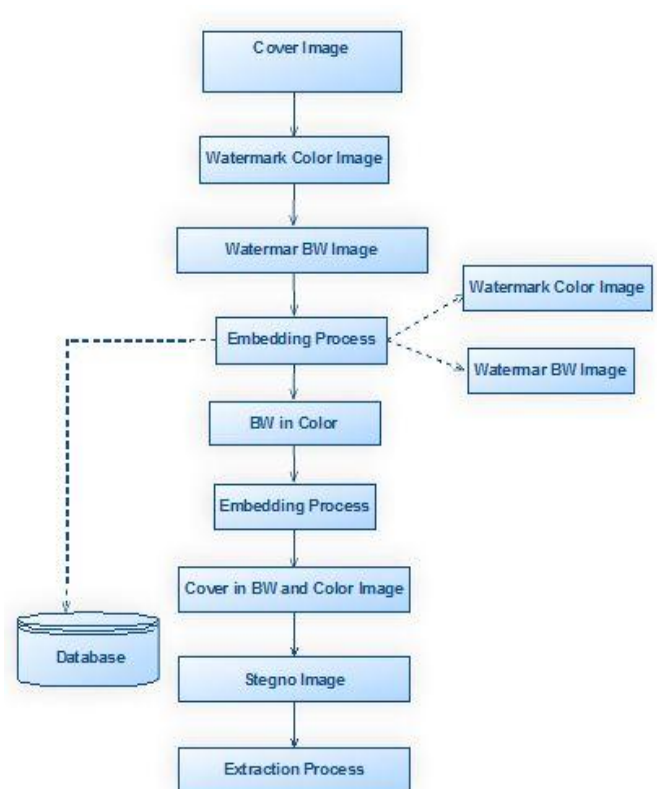 Cover Image
Watermark Color Image
Watermar BW Image
Watermark Color Image
Embedding Process
Watermar BW Image
BW in Color
Embedding Process
Cover in BW and Color Image
Database
Stegno Image
Extraction Process